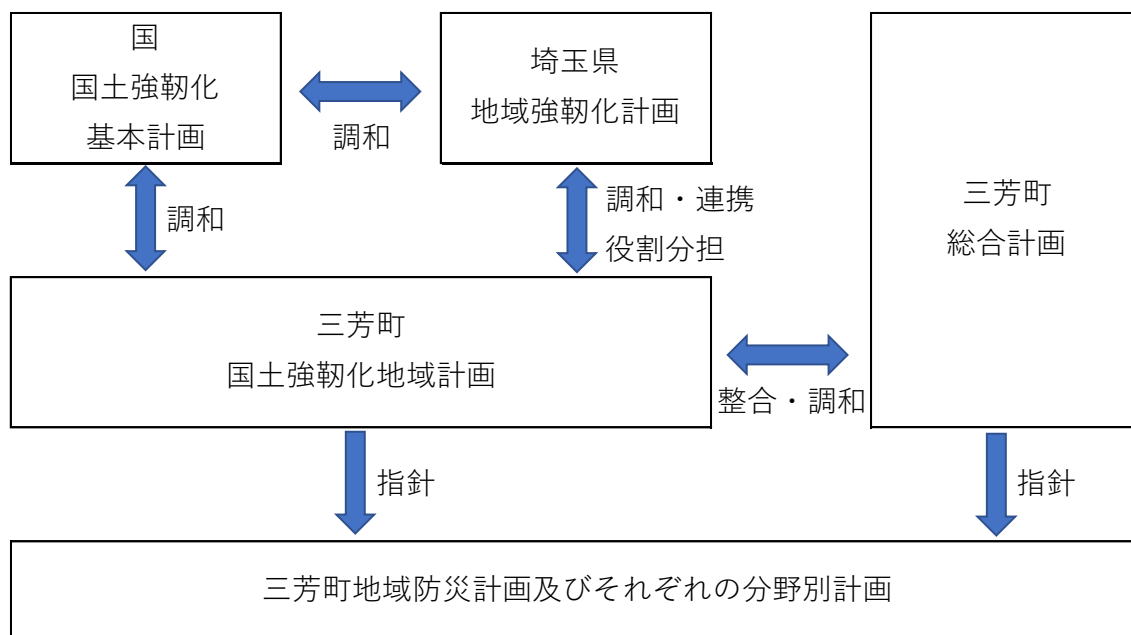 国
国土強靭化
基本計画
調和
埼玉県
地域強靭化計画
三芳町
総合計画
調和
調和・連携
役割分担
三芳町
国土強靭化地域計画
整合・調和
指針
指針
三芳町地域防災計画及びそれぞれの分野別計画